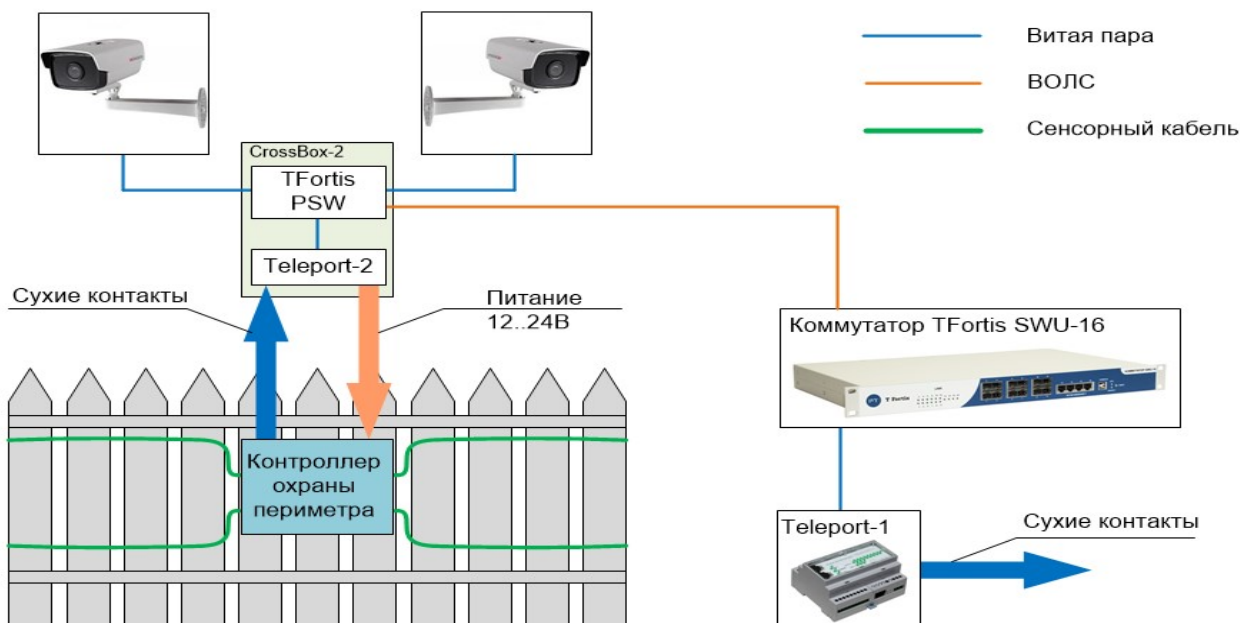 Витая пара
ВОЛС
Сенсорный кабель
CrossBox-2
TFortis
PSW
Teleport-2
Сухие контакты
Питание
12..24В
Контроллер
охраны
периметра
Коммутатор TFortis SWU-16
T Fortis
Teleport-1
Сухие контакты